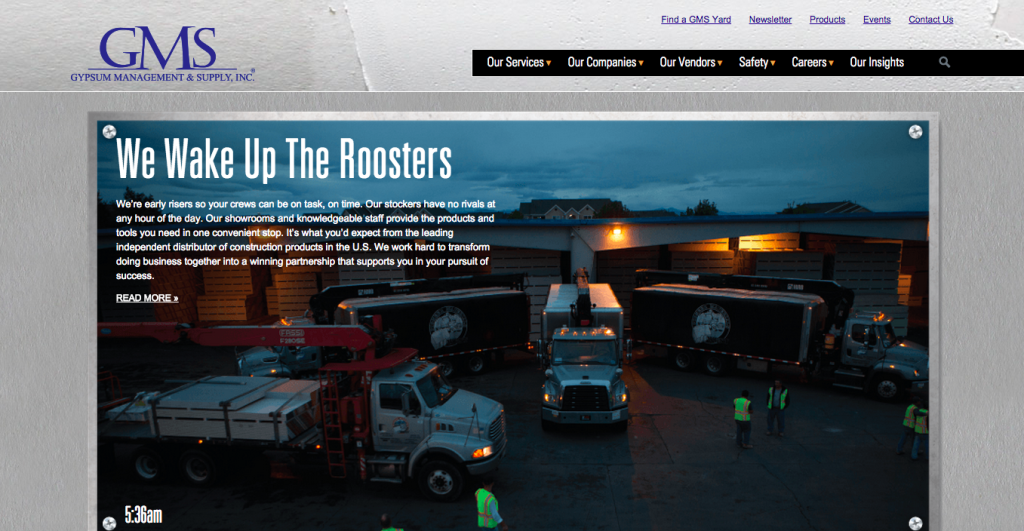 Find a GMS Yard Newsletter Products Events Contact Us
GMS
GYPSUM MANAGEMENT & SUPPLY, INC.®
Our Services▾ Our Companies▾ Our Vendors▾ Safety▾ Careers▾ Our Insights
We Wake Up The Roosters
We're early risers so your crews can be on task, on time. Our stockers have no rivals at
any hour of the day. Our showrooms and knowledgeable staff provide the products and
tools you need in one convenient stop. It's what you'd expect from the leading
independent distributor of construction products in the U.S. We work hard to transform
doing business together into a winning partnership that supports you in your pursuit of
success.
READ MORE »
5:36am